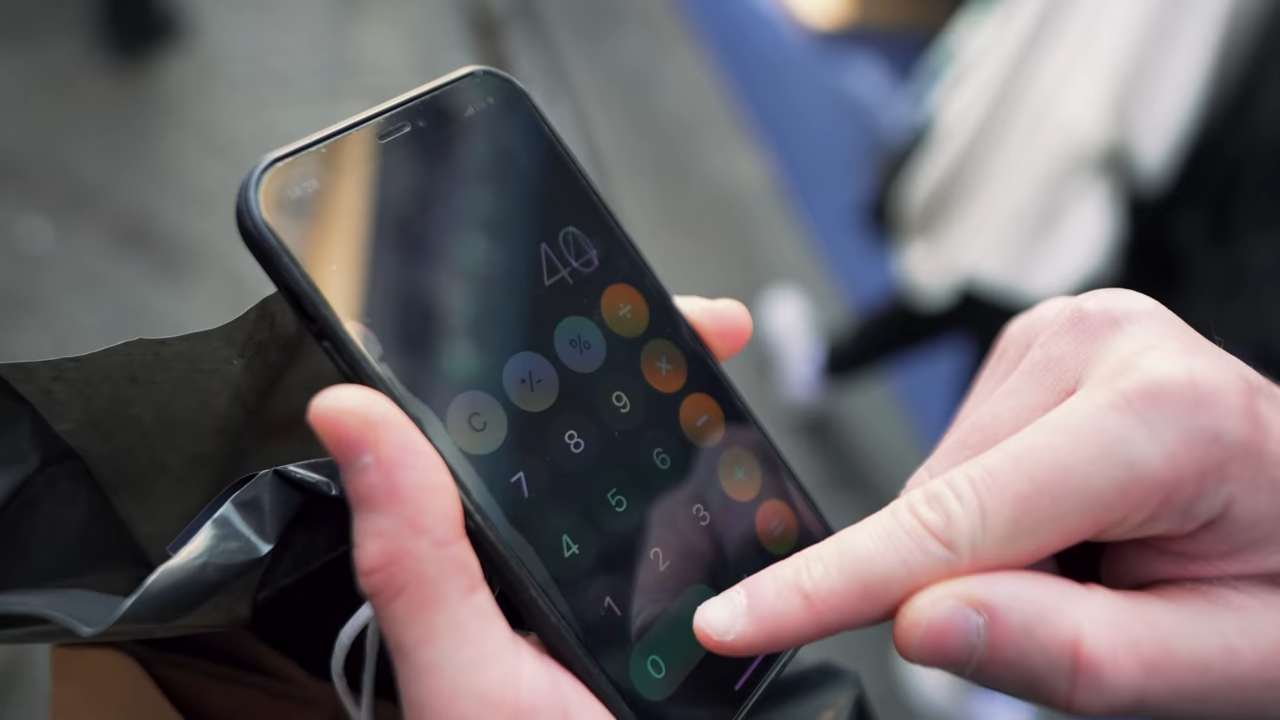 40
C +/- % ÷
7 8 9 ×
4 5 6 −
1 2 3 +
0 =